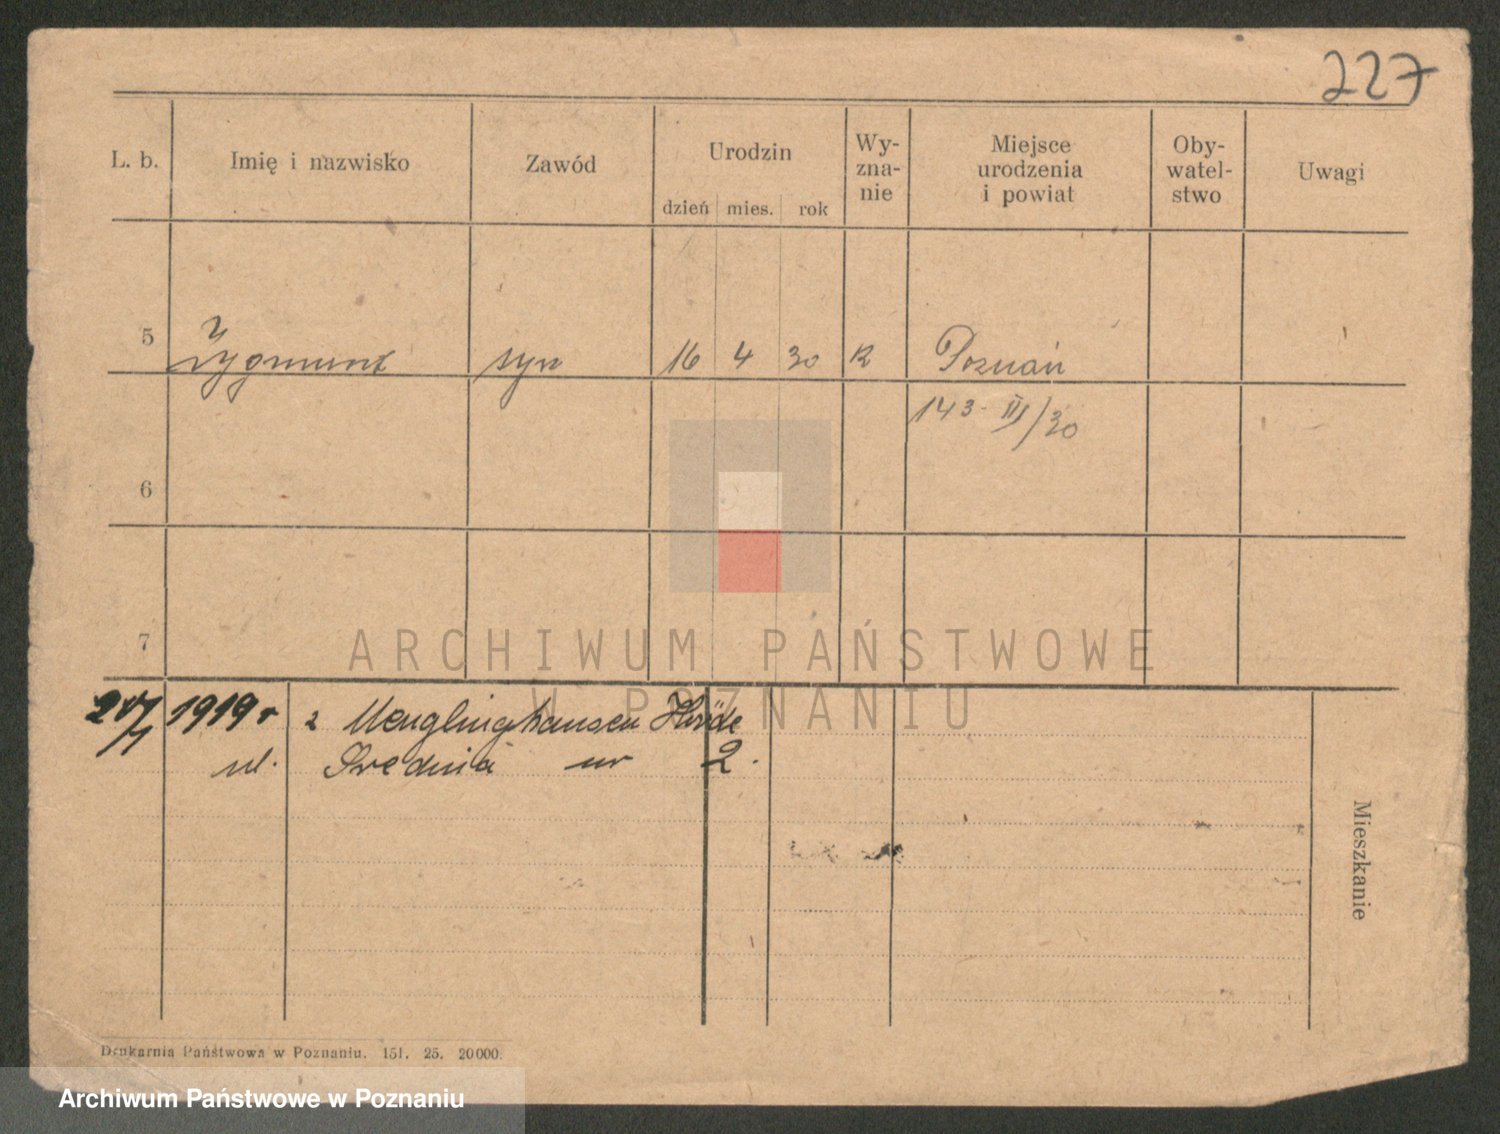 227
L. b. Imię i nazwisko Zawód Urodzin dzień mies. rok Wy-zna-nie Miejsce urodzenia i powiat Oby-watel-stwo Uwagi
5 Zygmunt syn 16 4 30 Poznań
143- III/30
6
7
ARCHIWUM PAŃSTWOWE
W POZNANIU
1919 r z Menglinghausen Hörde
ul. Średnia nr 2.
Mieszkanie
Drukarnia Państwowa w Poznaniu. 151. 25. 20000.
Archiwum Państwowe w Poznaniu